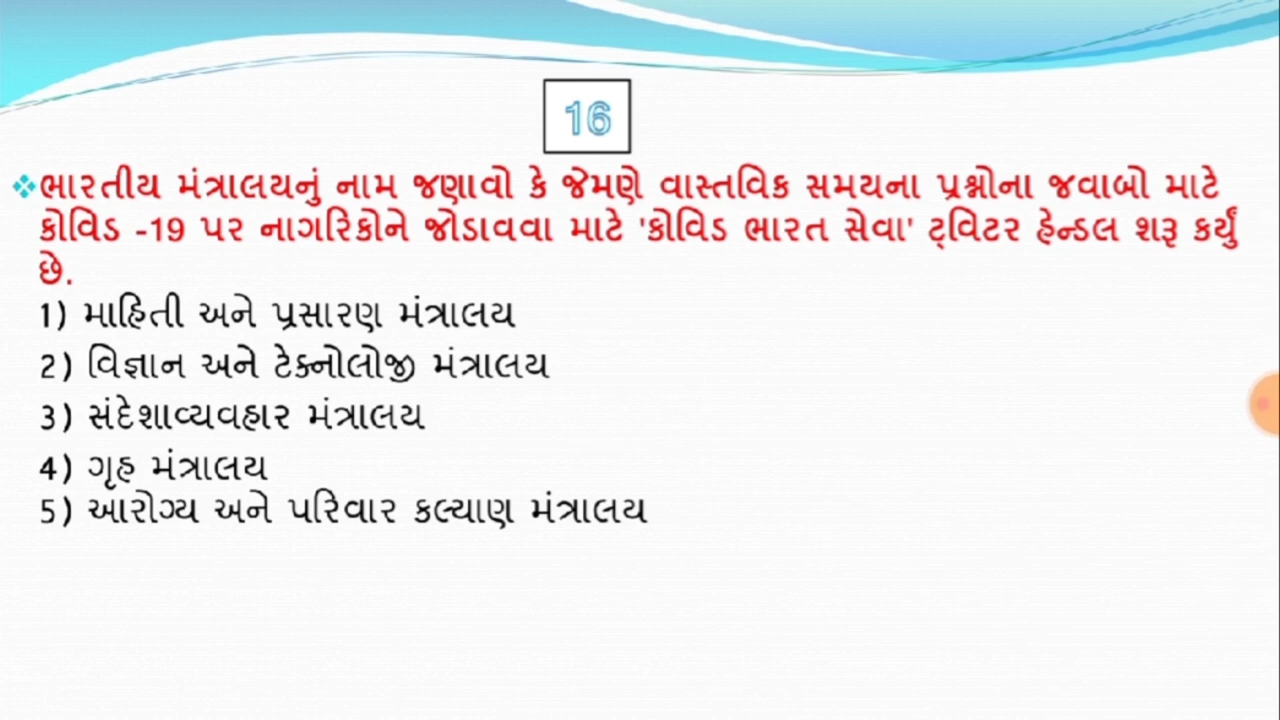 16
❖ભારતીય મંત્રાલયનું નામ જણાવો કે જેમણે વાસ્તવિક સમયના પ્રશ્નોના જવાબો માટે
કોવિડ -19 પર નાગરિકોને જોડાવવા માટે 'કોવિડ ભારત સેવા' ટ્વિટર હેન્ડલ શરૂ કર્યું
છે.
1) માહિતી અને પ્રસારણ મંત્રાલય
2) વિજ્ઞાન અને ટેક્નોલોજી મંત્રાલય
3) સંદેશાવ્યવહાર મંત્રાલય
4) ગૃહ મંત્રાલય
5) આરોગ્ય અને પરિવાર કલ્યાણ મંત્રાલય